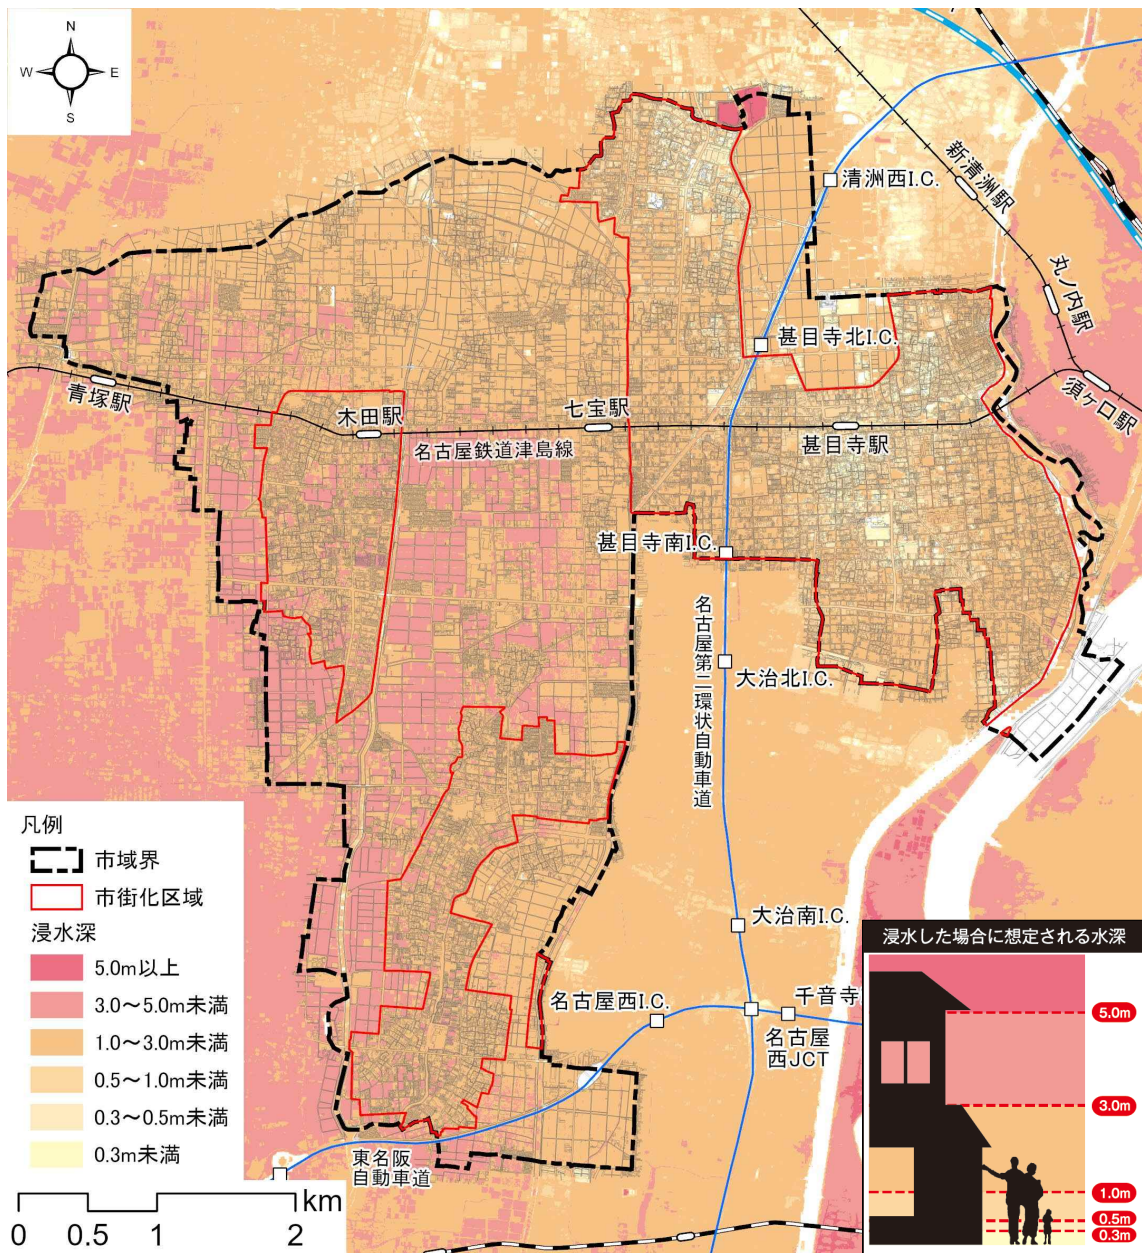 N
W
E
S
清洲西I.C.
新清洲駅
丸ノ内駅
須ヶ口駅
甚目寺北I.C.
青塚駅
木田駅
七宝駅
名古屋鉄道津島線
甚目寺駅
甚目寺南I.C.
名古屋第二環状自動車道
大治北I.C.
大治南I.C.
名古屋西I.C.
千音寺
名古屋
西JCT
東名阪
自動車道
凡例
市域界
市街化区域
浸水深
5.0m以上
3.0〜5.0m未満
1.0〜3.0m未満
0.5〜1.0m未満
0.3〜0.5m未満
0.3m未満
km
0 0.5 1 2
浸水した場合に想定される水深
5.0m
3.0m
1.0m
0.5m
0.3m